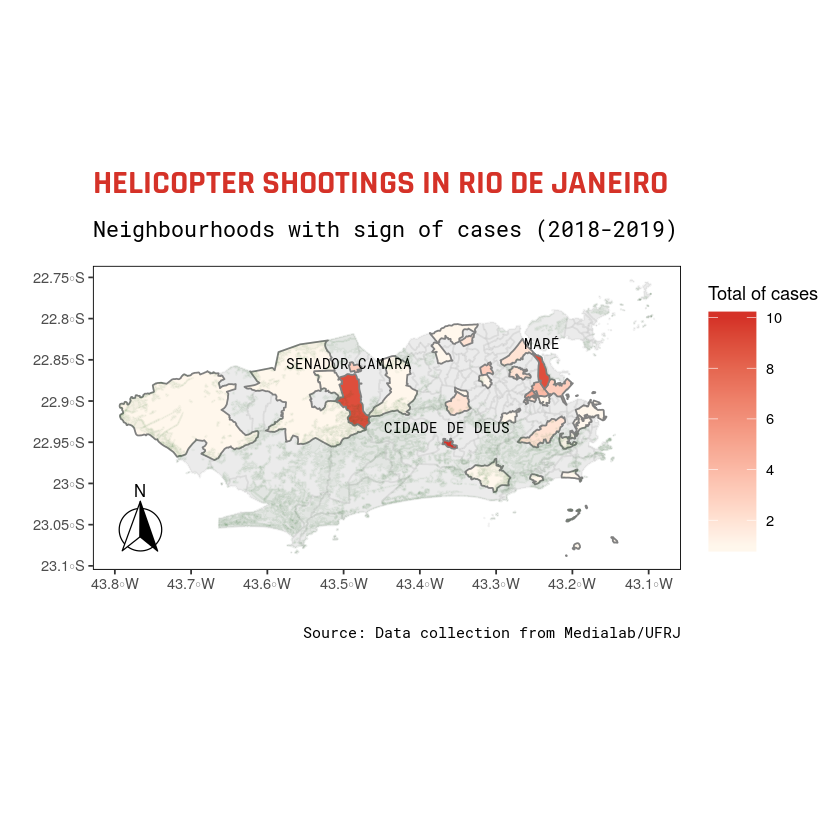 HELICOPTER SHOOTINGS IN RIO DE JANEIRO
Neighbourhoods with sign of cases (2018-2019)
22.75°S
22.8°S
22.85°S
22.9°S
22.95°S
23°S
23.05°S
23.1°S
MARÉ
SENADOR CAMARÁ
CIDADE DE DEUS
N
43.8°W 43.7°W 43.6°W 43.5°W 43.4°W 43.3°W 43.2°W 43.1°W
Total of cases
10
8
6
4
2
Source: Data collection from Medialab/UFRJ